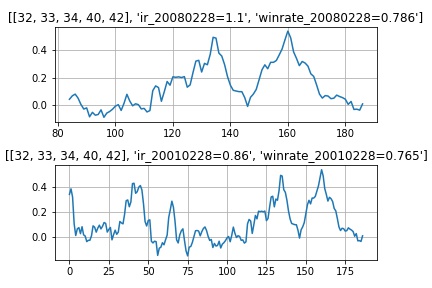 [[32, 33, 34, 40, 42], 'ir_20080228=1.1', 'winrate_20080228=0.786']
0.4
0.2
0.0
80 100 120 140 160 180
[[32, 33, 34, 40, 42], 'ir_20010228=0.86', 'winrate_20010228=0.765']
0.4
0.2
0.0
0 25 50 75 100 125 150 175